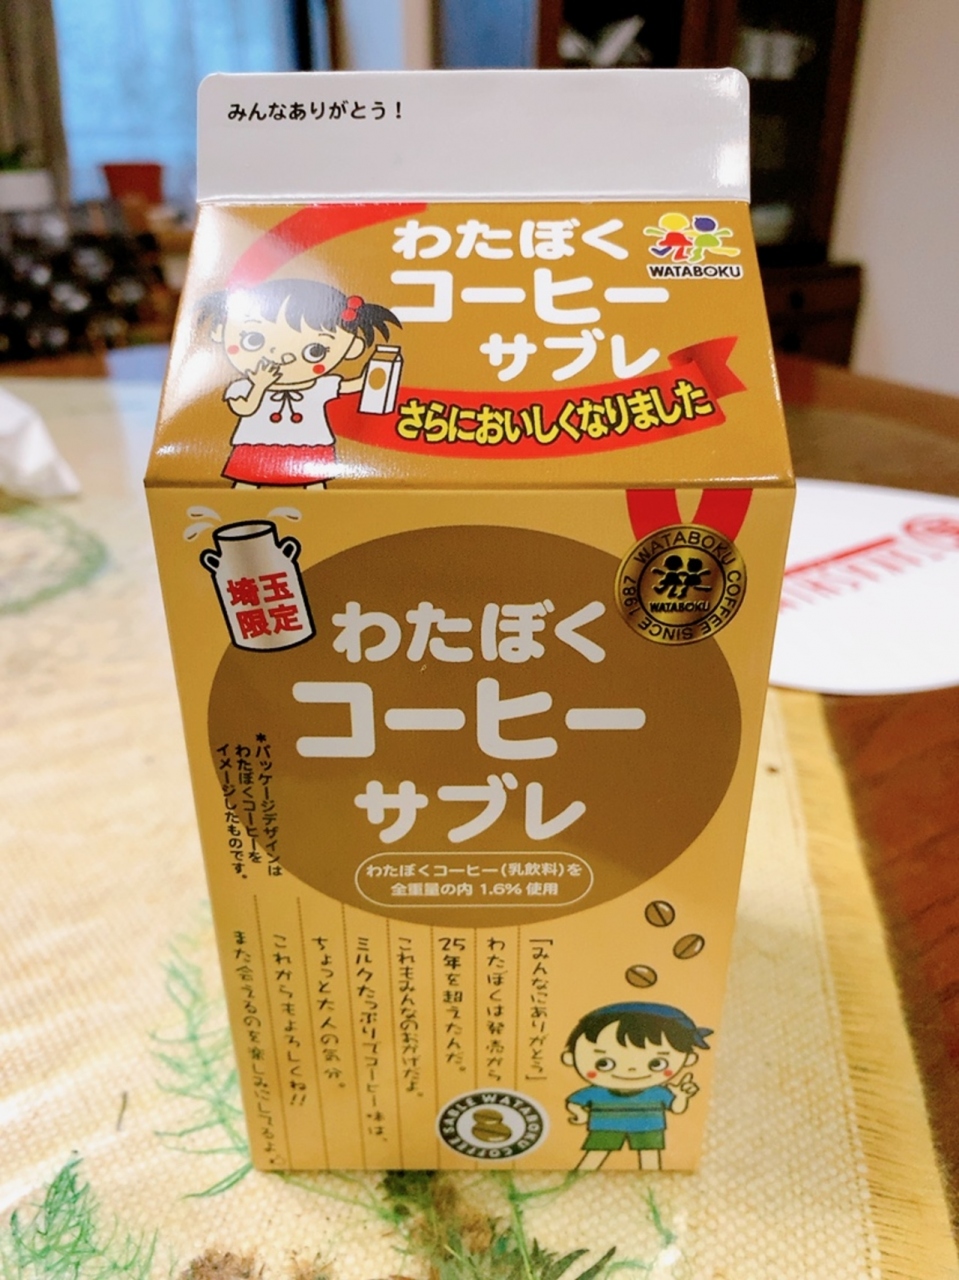 みんなありがとう！
わたぼく
コーヒー
サブレ
WATABOKU
さらにおいしくなりました
埼玉
限定
WATABOKU COFFEE SINCE 1987
WATABOKU
わたぼく
コーヒー
サブレ
＊パッケージデザインは
わたぼくコーヒーを
イメージしたものです。
わたぼくコーヒー（乳飲料）を
全重量の内 1.6% 使用
「みんなにありがとう」
わたぼくは発売から
25年を超えたんだ。
これもみんなのおかげだよ。
ミルクたっぷりでコーヒー味は、
ちょっと大人の気分。
これからもよろしくね!!
また会えるのを楽しみにしてるよ。
COFFEE SABLE WATABOKU